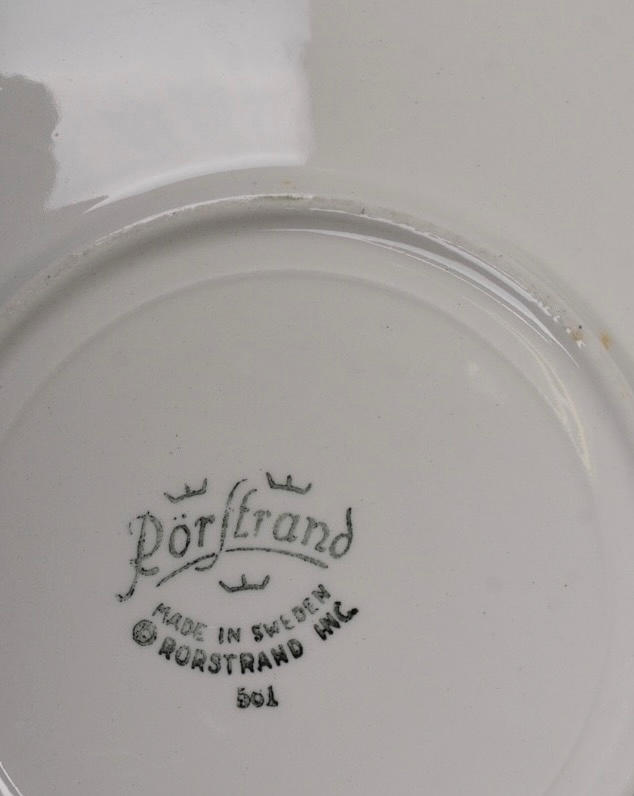 Rörstrand
MADE IN SWEDEN
© RORSTRAND INC.
501